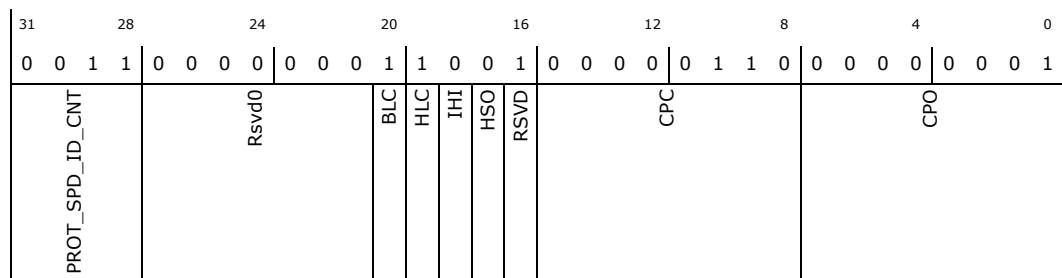 31 28 24 20 16 12 8 4 0
0 0 1 1 0 0 0 0 0 0 0 1 1 0 0 1 0 0 0 0 0 1 1 0 0 0 0 0 0 0 0 1
PROT_SPD_ID_CNT
Rsvd0
BLC
HLC
IHI
HSO
RSVD
CPC
CPO